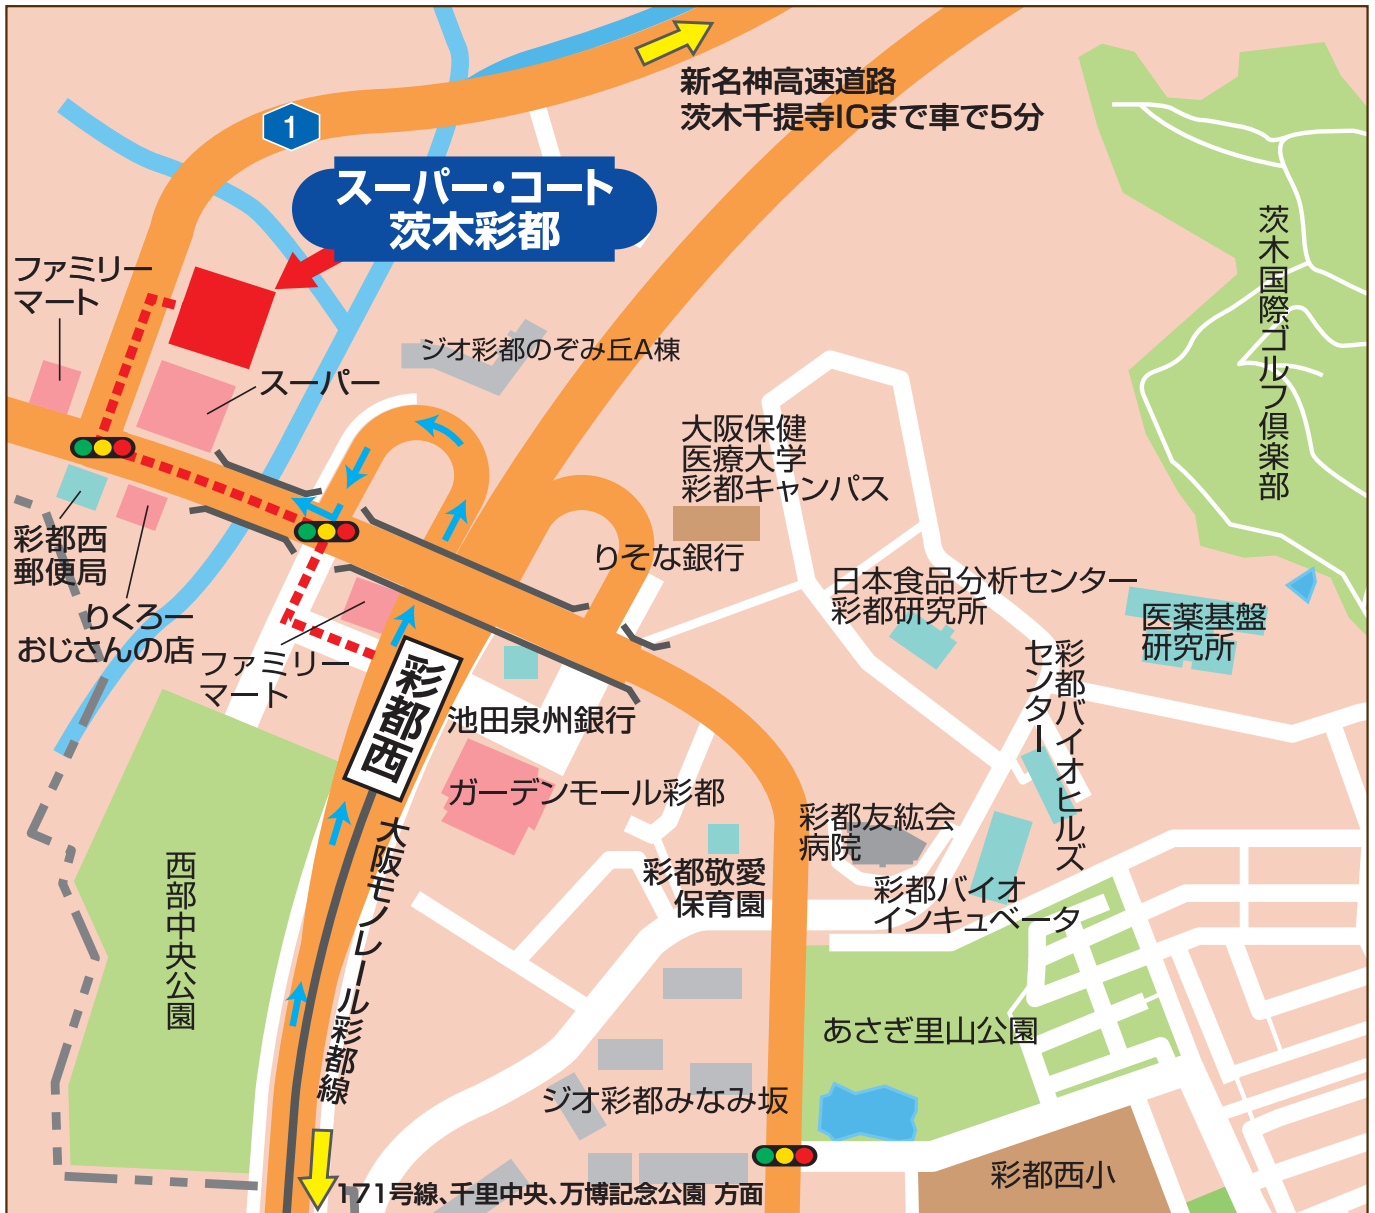 新名神高速道路
茨木千提寺ICまで車で5分
1
スーパー・コート
茨木彩都
ファミリー
マート
スーパー
ジオ彩都のぞみ丘A棟
茨木国際ゴルフ倶楽部
大阪保健
医療大学
彩都キャンパス
りそな銀行
彩都西
郵便局
りくろー
おじさんの店
ファミリー
マート
日本食品分析センター
彩都研究所
医薬基盤
研究所
彩都バイオヒルズ
センター
彩都西
池田泉州銀行
ガーデンモール彩都
大阪モノレール彩都線
彩都友紘会
病院
彩都敬愛
保育園
彩都バイオ
インキュベータ
西部中央公園
あさぎ里山公園
ジオ彩都みなみ坂
彩都西小
171号線、千里中央、万博記念公園 方面